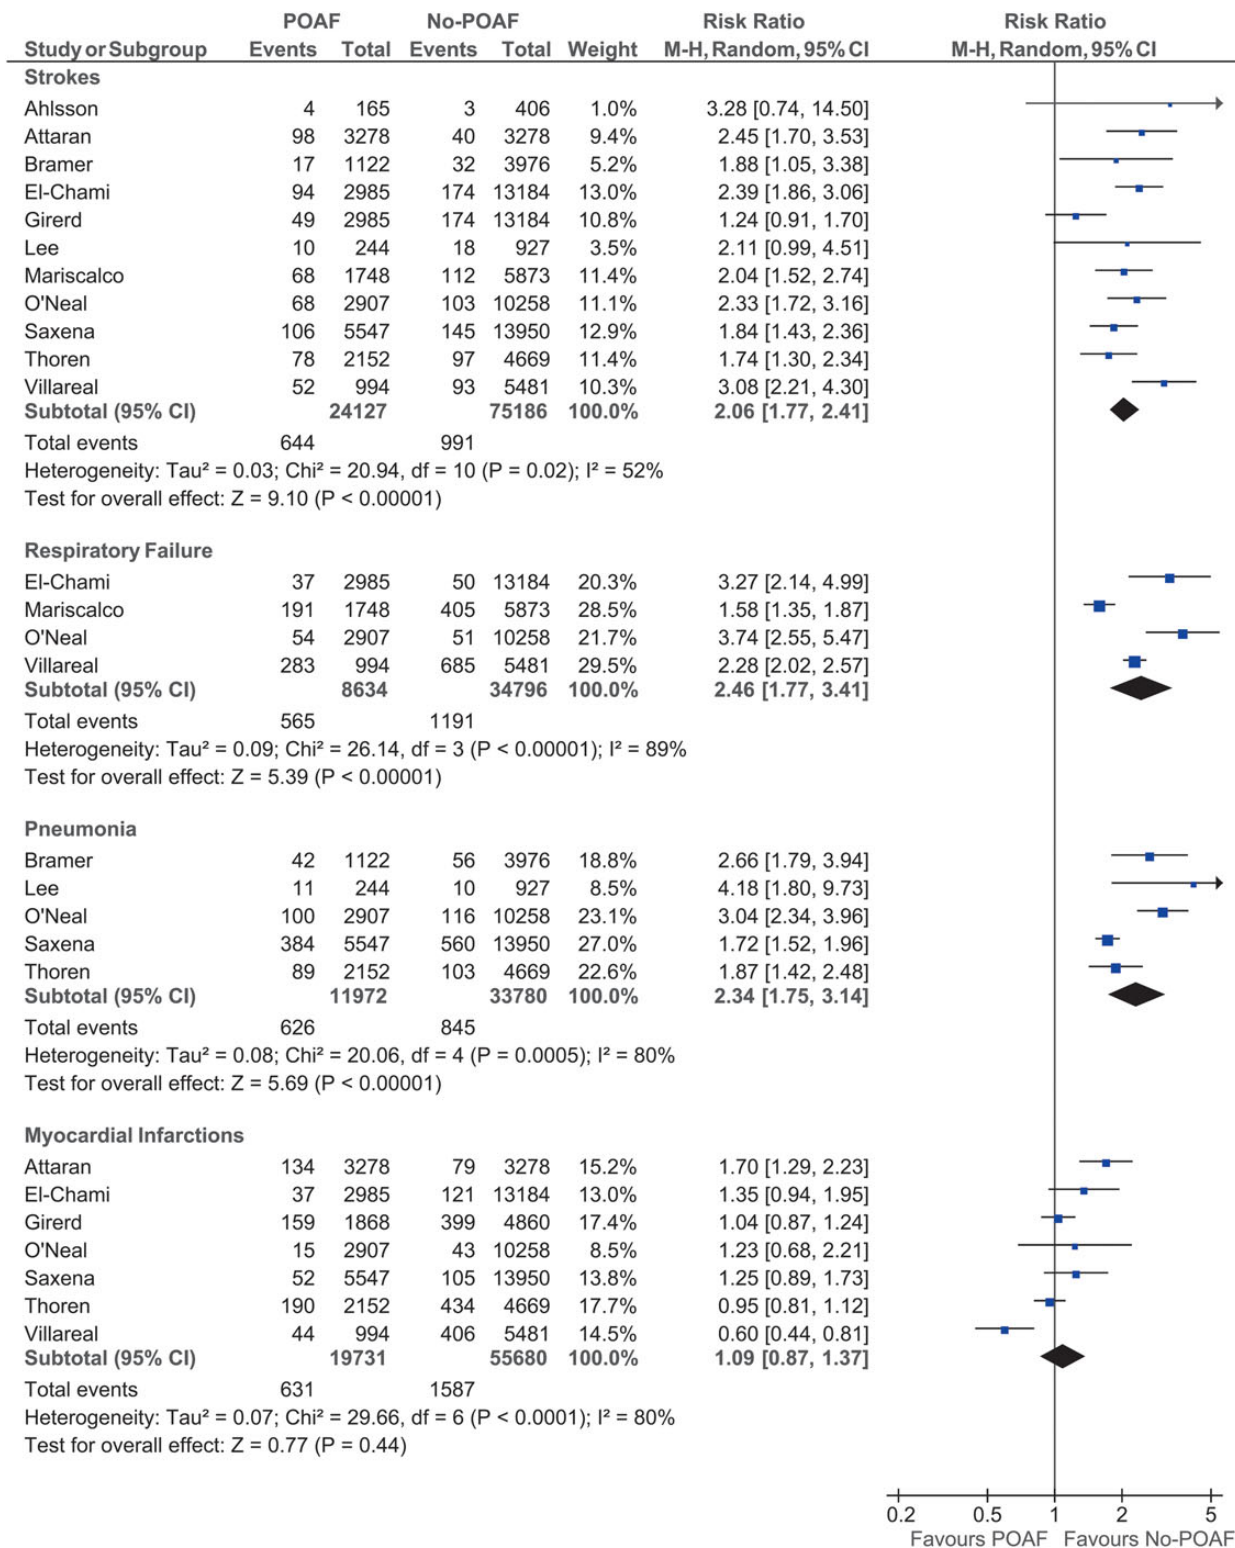 POAF No-POAF Risk Ratio Risk Ratio
Study or Subgroup Events Total Events Total Weight M-H, Random, 95% CI M-H, Random, 95% CI
Strokes
Ahlsson 4 165 3 406 1.0% 3.28 [0.74, 14.50]
Attaran 98 3278 40 3278 9.4% 2.45 [1.70, 3.53]
Bramer 17 1122 32 3976 5.2% 1.88 [1.05, 3.38]
El-Chami 94 2985 174 13184 13.0% 2.39 [1.86, 3.06]
Girerd 49 2985 174 13184 10.8% 1.24 [0.91, 1.70]
Lee 10 244 18 927 3.5% 2.11 [0.99, 4.51]
Mariscalco 68 1748 112 5873 11.4% 2.04 [1.52, 2.74]
O'Neal 68 2907 103 10258 11.1% 2.33 [1.72, 3.16]
Saxena 106 5547 145 13950 12.9% 1.84 [1.43, 2.36]
Thoren 78 2152 97 4669 11.4% 1.74 [1.30, 2.34]
Villareal 52 994 93 5481 10.3% 3.08 [2.21, 4.30]
Subtotal (95% CI) 24127 75186 100.0% 2.06 [1.77, 2.41]
Total events 644 991
Heterogeneity: Tau² = 0.03; Chi² = 20.94, df = 10 (P = 0.02); I² = 52%
Test for overall effect: Z = 9.10 (P < 0.00001)
Respiratory Failure
El-Chami 37 2985 50 13184 20.3% 3.27 [2.14, 4.99]
Mariscalco 191 1748 405 5873 28.5% 1.58 [1.35, 1.87]
O'Neal 54 2907 51 10258 21.7% 3.74 [2.55, 5.47]
Villareal 283 994 685 5481 29.5% 2.28 [2.02, 2.57]
Subtotal (95% CI) 8634 34796 100.0% 2.46 [1.77, 3.41]
Total events 565 1191
Heterogeneity: Tau² = 0.09; Chi² = 26.14, df = 3 (P < 0.00001); I² = 89%
Test for overall effect: Z = 5.39 (P < 0.00001)
Pneumonia
Bramer 42 1122 56 3976 18.8% 2.66 [1.79, 3.94]
Lee 11 244 10 927 8.5% 4.18 [1.80, 9.73]
O'Neal 100 2907 116 10258 23.1% 3.04 [2.34, 3.96]
Saxena 384 5547 560 13950 27.0% 1.72 [1.52, 1.96]
Thoren 89 2152 103 4669 22.6% 1.87 [1.42, 2.48]
Subtotal (95% CI) 11972 33780 100.0% 2.34 [1.75, 3.14]
Total events 626 845
Heterogeneity: Tau² = 0.08; Chi² = 20.06, df = 4 (P = 0.0005); I² = 80%
Test for overall effect: Z = 5.69 (P < 0.00001)
Myocardial Infarctions
Attaran 134 3278 79 3278 15.2% 1.70 [1.29, 2.23]
El-Chami 37 2985 121 13184 13.0% 1.35 [0.94, 1.95]
Girerd 159 1868 399 4860 17.4% 1.04 [0.87, 1.24]
O'Neal 15 2907 43 10258 8.5% 1.23 [0.68, 2.21]
Saxena 52 5547 105 13950 13.8% 1.25 [0.89, 1.73]
Thoren 190 2152 434 4669 17.7% 0.95 [0.81, 1.12]
Villareal 44 994 406 5481 14.5% 0.60 [0.44, 0.81]
Subtotal (95% CI) 19731 55680 100.0% 1.09 [0.87, 1.37]
Total events 631 1587
Heterogeneity: Tau² = 0.07; Chi² = 29.66, df = 6 (P < 0.0001); I² = 80%
Test for overall effect: Z = 0.77 (P = 0.44)
0.2 0.5 1 2 5
Favours POAF Favours No-POAF